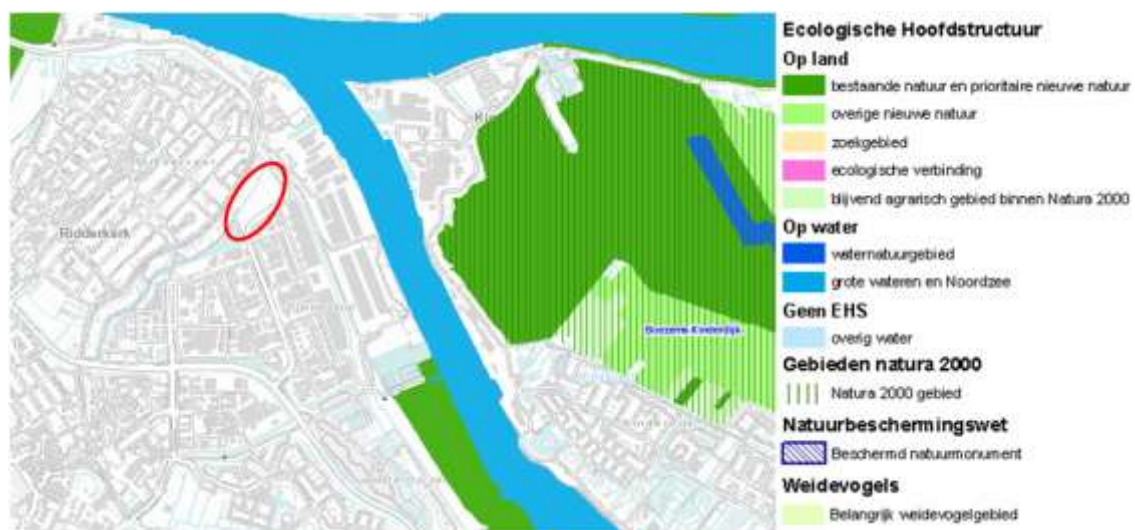 Ridderkerk
Boezems Kinderdijk
Ecologische Hoofdstructuur
Op land
bestaande natuur en prioritaire nieuwe natuur
overige nieuwe natuur
zoekgebied
ecologische verbinding
blijvend agrarisch gebied binnen Natura 2000
Op water
waternatuurgebied
grote wateren en Noordzee
Geen EHS
overig water
Gebieden natura 2000
Natura 2000 gebied
Natuurbeschermingswet
Beschermd natuurmonument
Weidevogels
Belangrijk weidevogelgebied